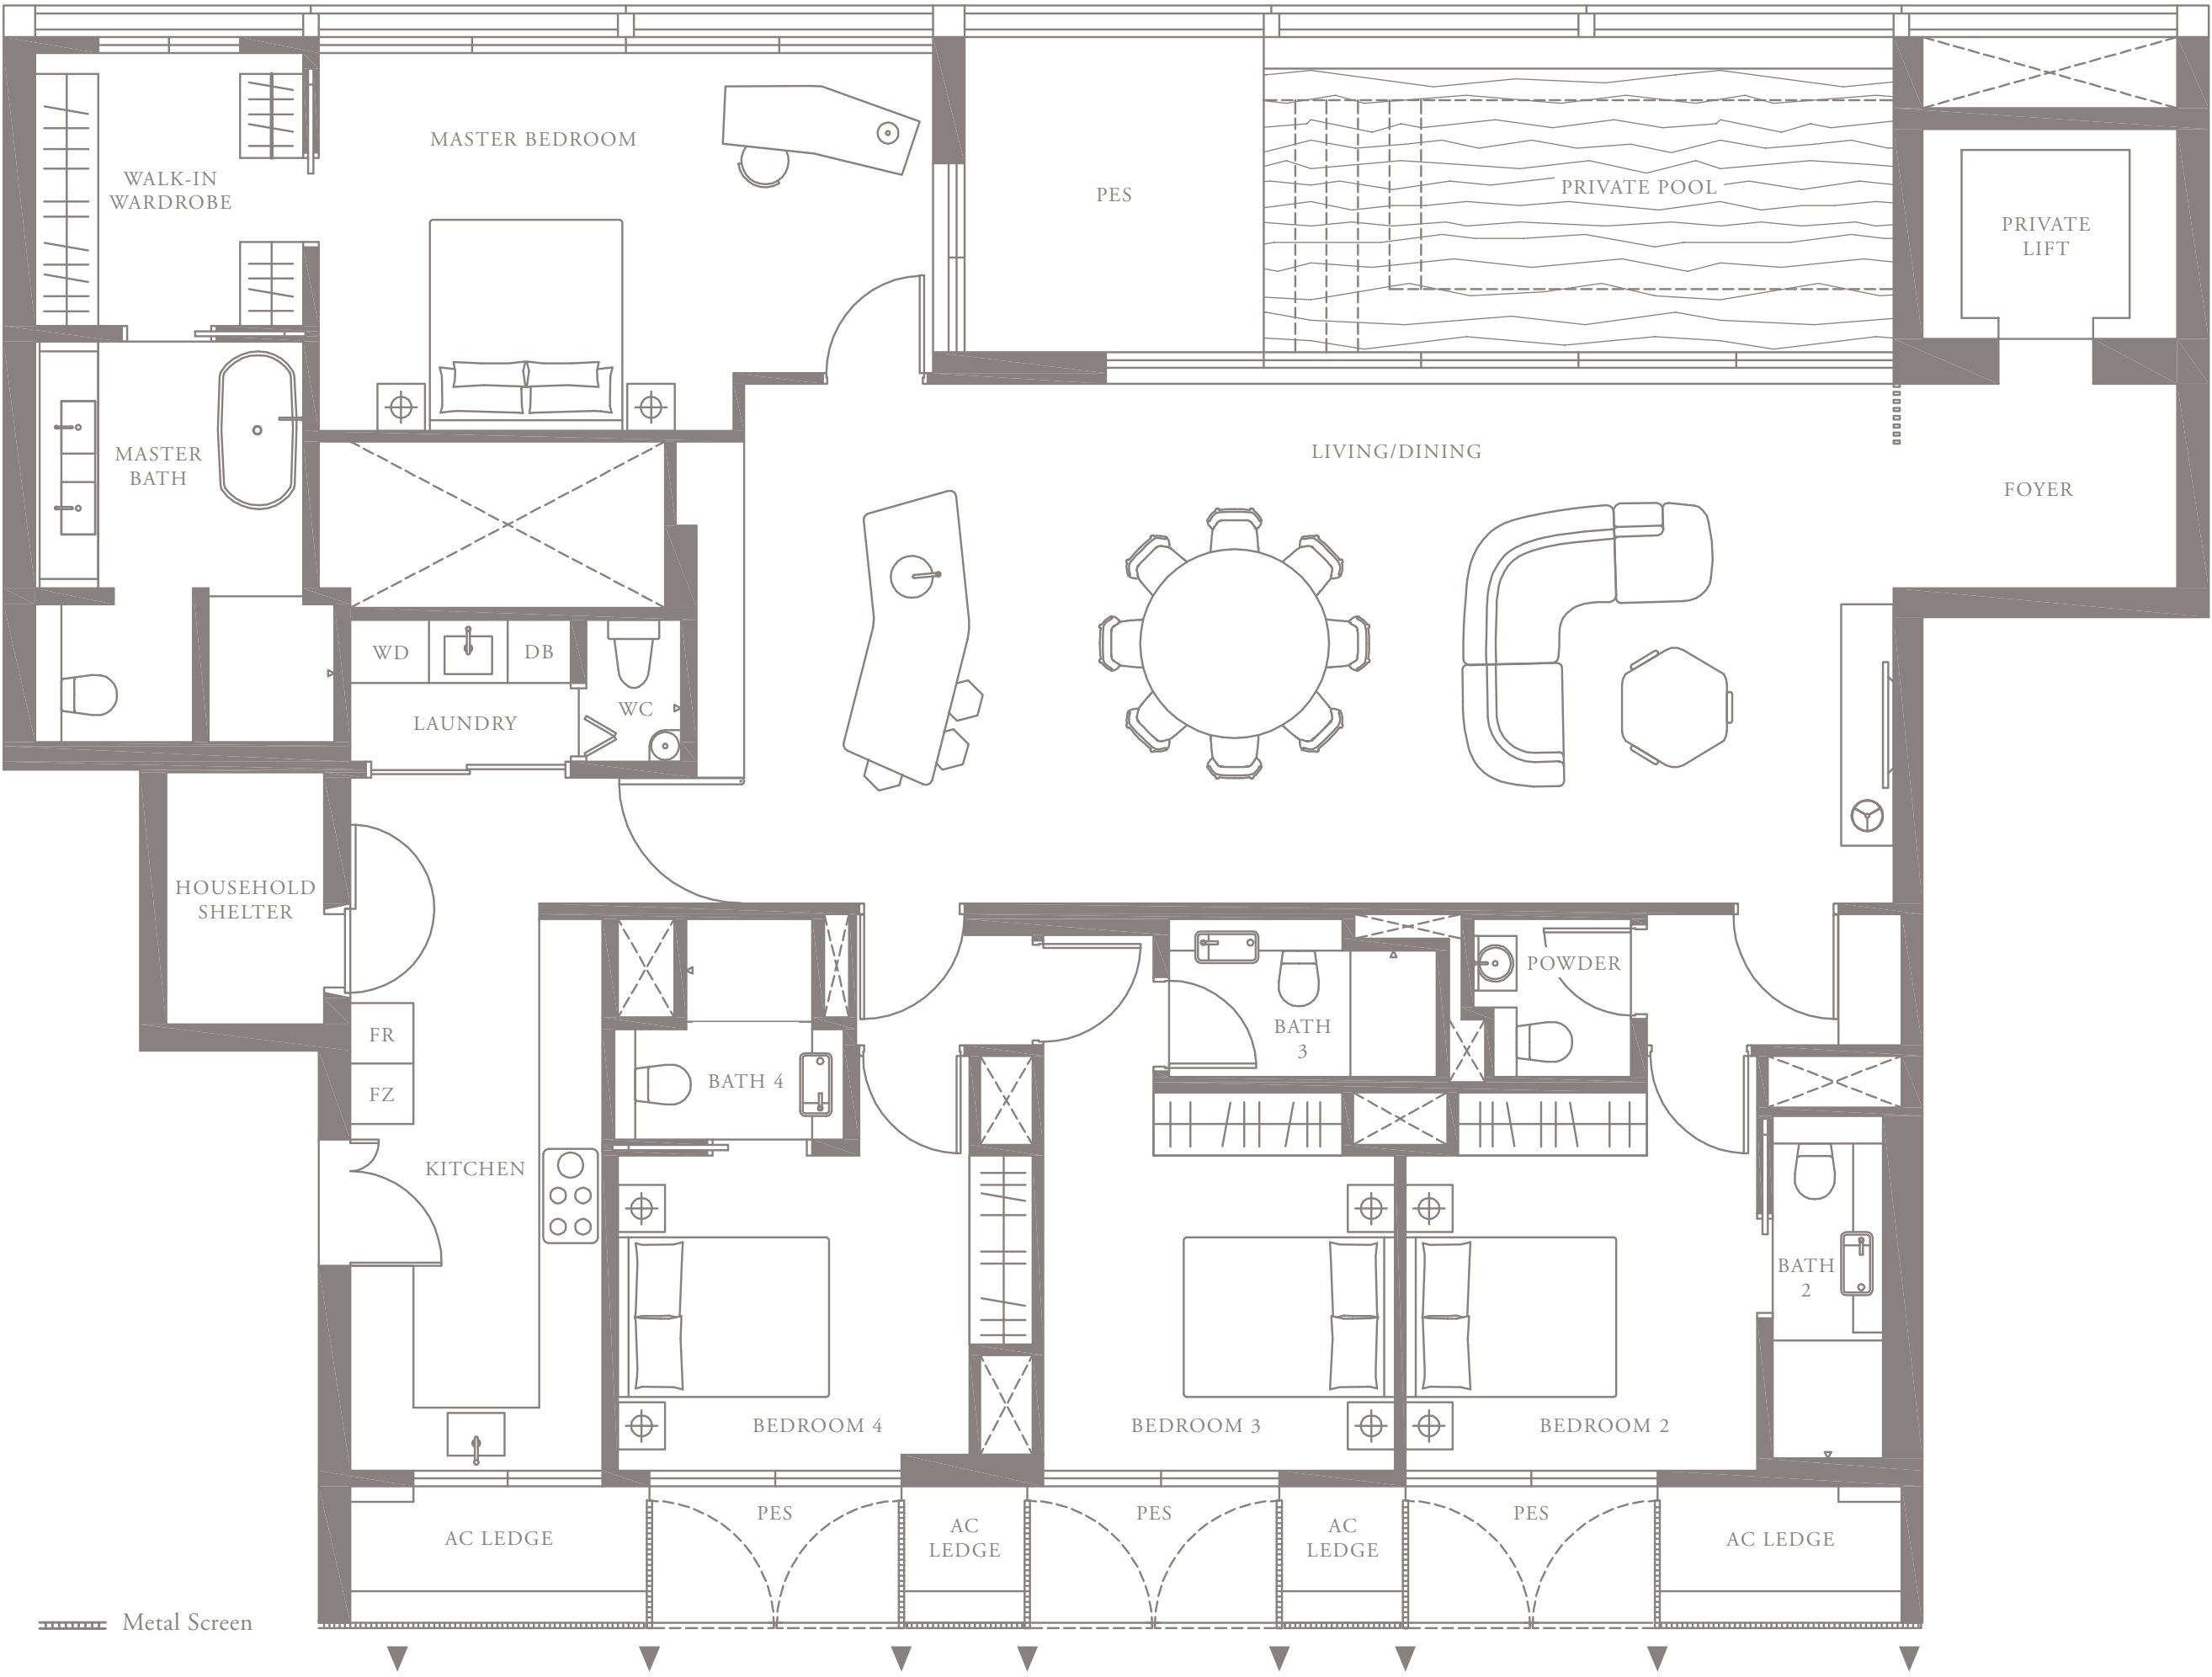 MASTER BEDROOM
WALK-IN
WARDROBE
PES
PRIVATE POOL
PRIVATE
LIFT
MASTER
BATH
LIVING/DINING
FOYER
WD
DB
LAUNDRY
WC
HOUSEHOLD
SHELTER
FR
FZ
KITCHEN
BATH 4
BATH
3
POWDER
BATH
2
BEDROOM 4
BEDROOM 3
BEDROOM 2
AC LEDGE
PES
AC
LEDGE
PES
AC
LEDGE
PES
AC LEDGE
Metal Screen